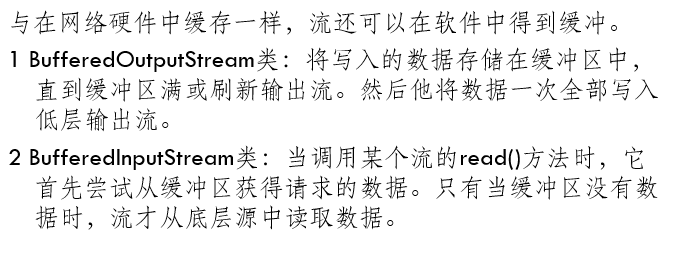 与在网络硬件中缓存一样，流还可以在软件中得到缓冲。
1 BufferedOutputStream类：将写入的数据存储在缓冲区中，
直到缓冲区满或刷新输出流。然后他将数据一次全部写入
低层输出流。
2 BufferedInputStream类：当调用某个流的read()方法时，它
首先尝试从缓冲区获得请求的数据。只有当缓冲区没有数
据时，流才从底层源中读取数据。